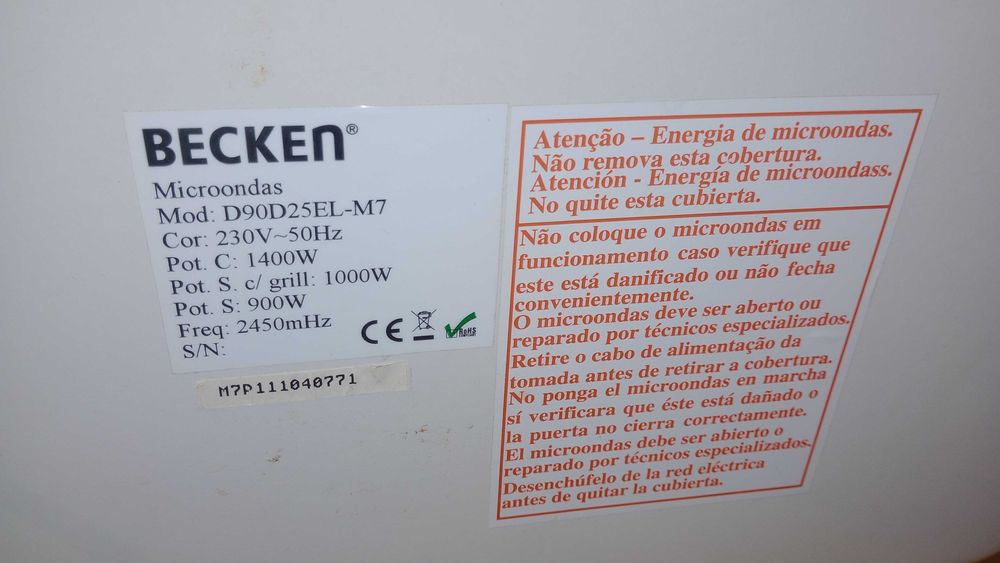 BECKEN®
Microondas
Mod: D90D25EL-M7
Cor: 230V~50Hz
Pot. C: 1400W
Pot. S. c/ grill: 1000W
Pot. S: 900W
Freq: 2450mHz
S/N:
CE
RoHS
M7P111040771
Atenção – Energia de microondas.
Não remova esta cobertura.
Atención - Energía de microondass.
No quite esta cubierta.
Não coloque o microondas em
funcionamento caso verifique que
este está danificado ou não fecha
convenientemente.
O microondas deve ser aberto ou
reparado por técnicos especializados.
Retire o cabo de alimentação da
tomada antes de retirar a cobertura.
No ponga el microondas en marcha
sí verificara que éste está dañado o
la puerta no cierra correctamente.
El microondas debe ser abierto o
reparado por técnicos especializados.
Desenchúfelo de la red eléctrica
antes de quitar la cubierta.